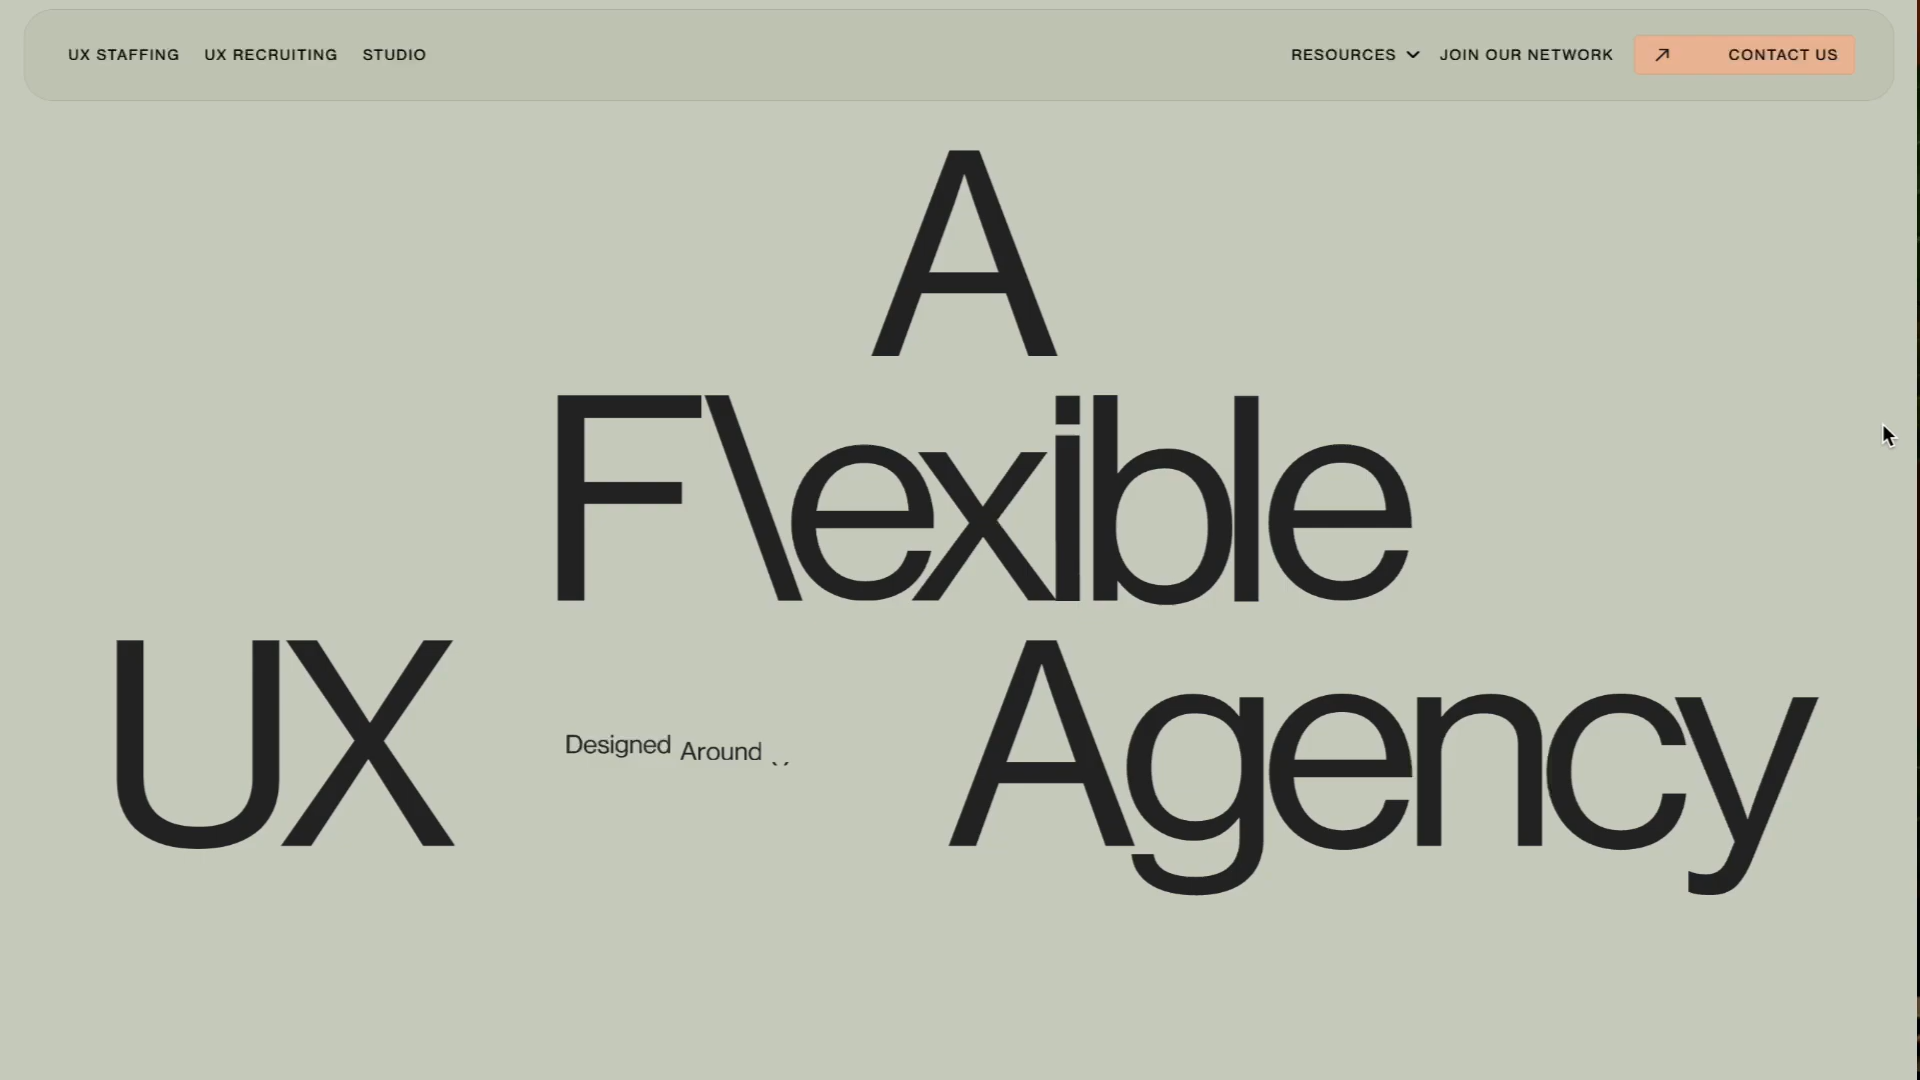 UX STAFFING UX RECRUITING STUDIO RESOURCES JOIN OUR NETWORK CONTACT US
A
F\exible
UX Designed Around Agency